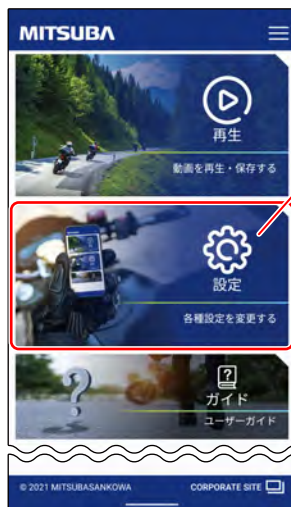 MITSUBA
再生
動画を再生・保存する
設定
各種設定を変更する
ガイド
ユーザーガイド
© 2021 MITSUBASANKOWA
CORPORATE SITE